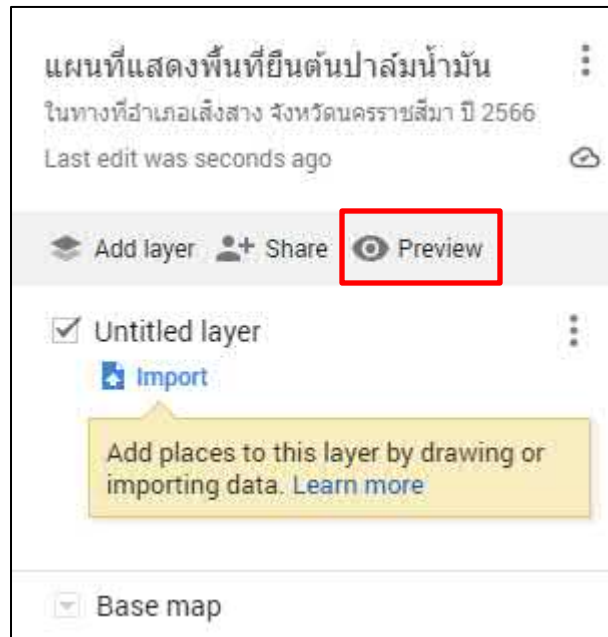 แผนที่แสดงพื้นที่ยืนต้นปาล์มน้ำมัน
ในทางที่อำเภอเสิงสาง จังหวัดนครราชสีมา ปี 2566
Last edit was seconds ago
Add layer Share Preview
Untitled layer
Import
Add places to this layer by drawing or
importing data. Learn more
Base map